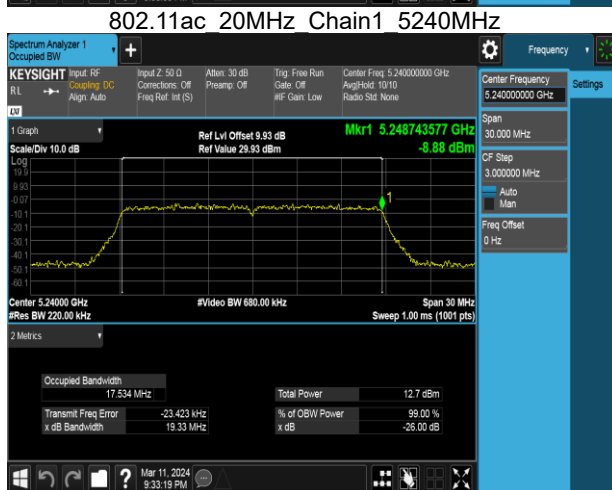 802.11ac_20MHz_Chain1_5240MHz
Spectrum Analyzer 1
Occupied BW
Frequency
KEYSIGHT
RL
Input: RF
Coupling: DC
Align: Auto
Input Z: 50 Ω
Corrections: Off
Freq Ref: Int (S)
Atten: 30 dB
Preamp: Off
Trig: Free Run
Gate: Off
#IF Gain: Low
Center Freq: 5.240000000 GHz
Avg|Hold: 10/10
Radio Std: None
LXI
Center Frequency
5.240000000 GHz
Settings
Span
30.000 MHz
CF Step
3.000000 MHz
Auto
Man
Freq Offset
0 Hz
1 Graph
Scale/Div 10.0 dB
Ref Lvl Offset 9.93 dB
Ref Value 29.93 dBm
Mkr1 5.248743577 GHz
-8.88 dBm
Log
19.9
9.93
-0.07
-10.1
-20.1
-30.1
-40.1
-50.1
-60.1
1
Center 5.24000 GHz
#Res BW 220.00 kHz
#Video BW 680.00 kHz
Span 30 MHz
Sweep 1.00 ms (1001 pts)
2 Metrics
Occupied Bandwidth
17.534 MHz
Total Power 12.7 dBm
Transmit Freq Error -23.423 kHz
% of OBW Power 99.00 %
x dB Bandwidth 19.33 MHz
x dB -26.00 dB
?
Mar 11, 2024
9:33:19 PM